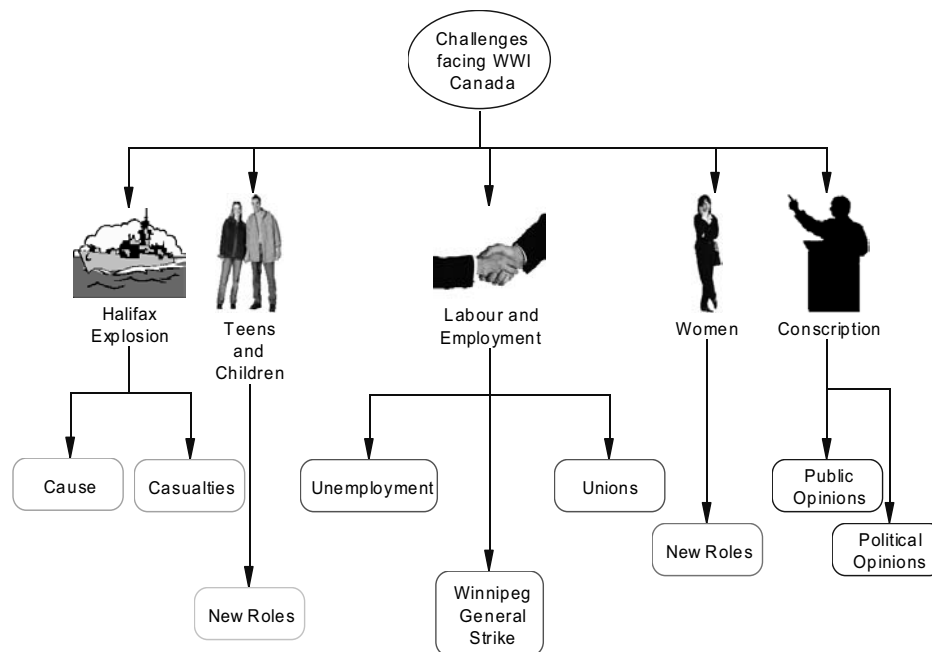 Challenges
facing WWI
Canada
Halifax
Explosion
Teens
and
Children
Labour and
Employment
Women
Conscription
Cause
Casualties
Unemployment
Unions
Public
Opinions
New Roles
Political
Opinions
New Roles
Winnipeg
General
Strike